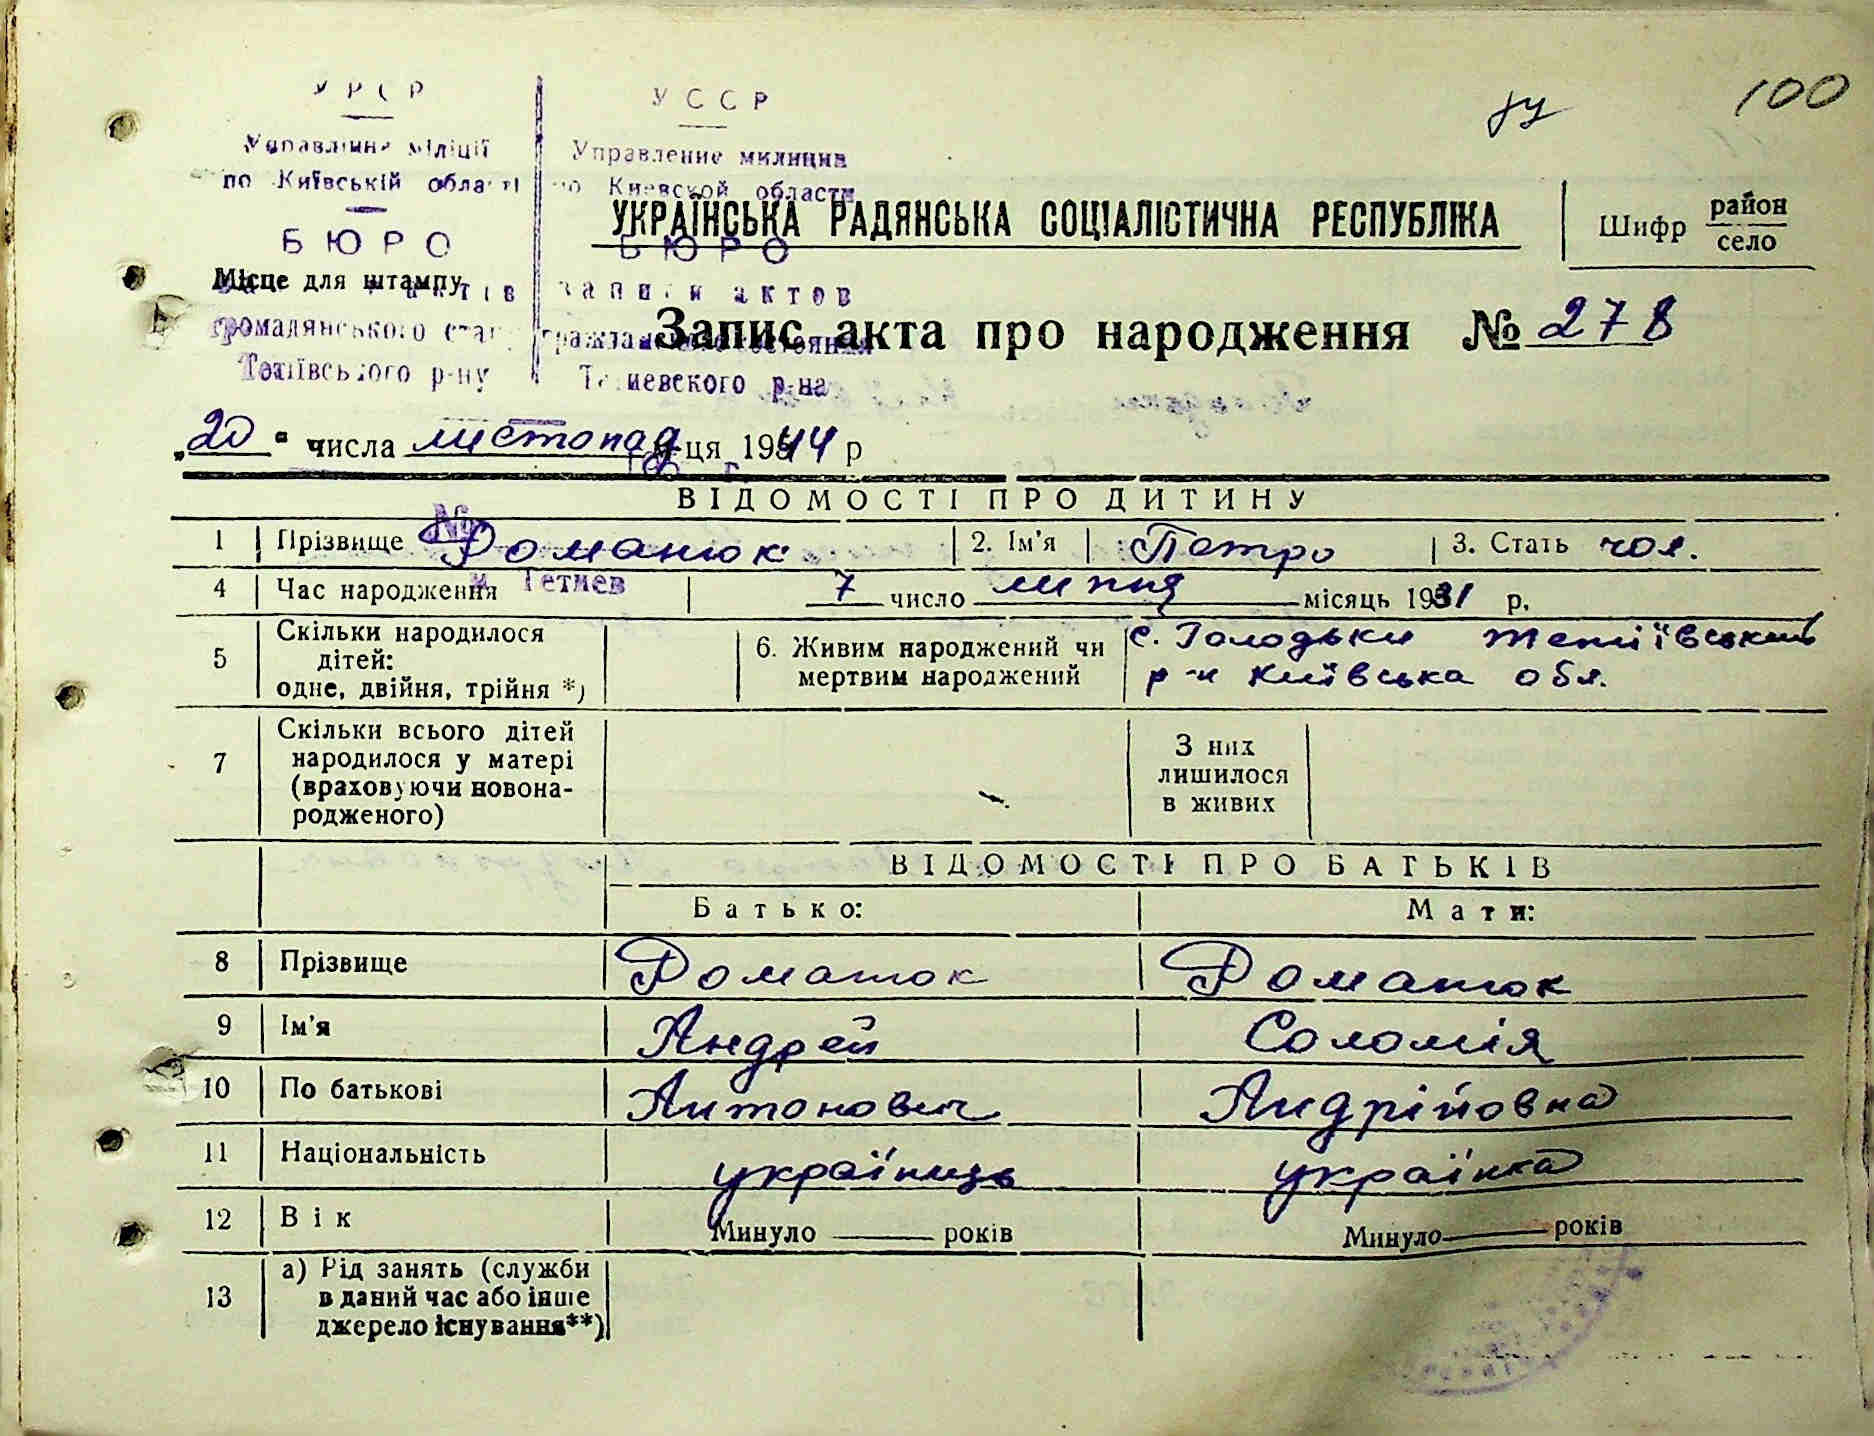 100
УРСР
УССР
Управління міліції
Управление милиции
по Київській області
по Киевской области
УКРАЇНСЬКА РАДЯНСЬКА СОЦІАЛІСТИЧНА РЕСПУБЛІКА
Шифр район село
БЮРО
БЮРО
Місце для штампу
записи актов
громадянського стану
гражданского состояния
Запис акта про народження № 278
Тетіївського р-ну
Тетиевского р-на
„20" числа листопад м-ця 1944 р
ВІДОМОСТІ ПРО ДИТИНУ
№
1 Прізвище Романюк 2. Ім'я Петро 3. Стать чол.
м. Тетиев
4 Час народження 7 число липня місяць 1931 р.
5 Скільки народилося дітей: одне, двійня, трійня *)
6. Живим народжений чи мертвим народжений
с. Голодьки Тетіївський
р-н Київська обл.
7 Скільки всього дітей народилося у матері (враховуючи новонародженого)
З них лишилося в живих
ВІДОМОСТІ ПРО БАТЬКІВ
Батько: Мати:
8 Прізвище Романюк Романюк
9 Ім'я Андрей Соломія
10 По батькові Антонович Андріївна
11 Національність українць українка
12 Вік Минуло — років Минуло — років
13 а) Рід занять (служби
в даний час або інше
джерело існування**)